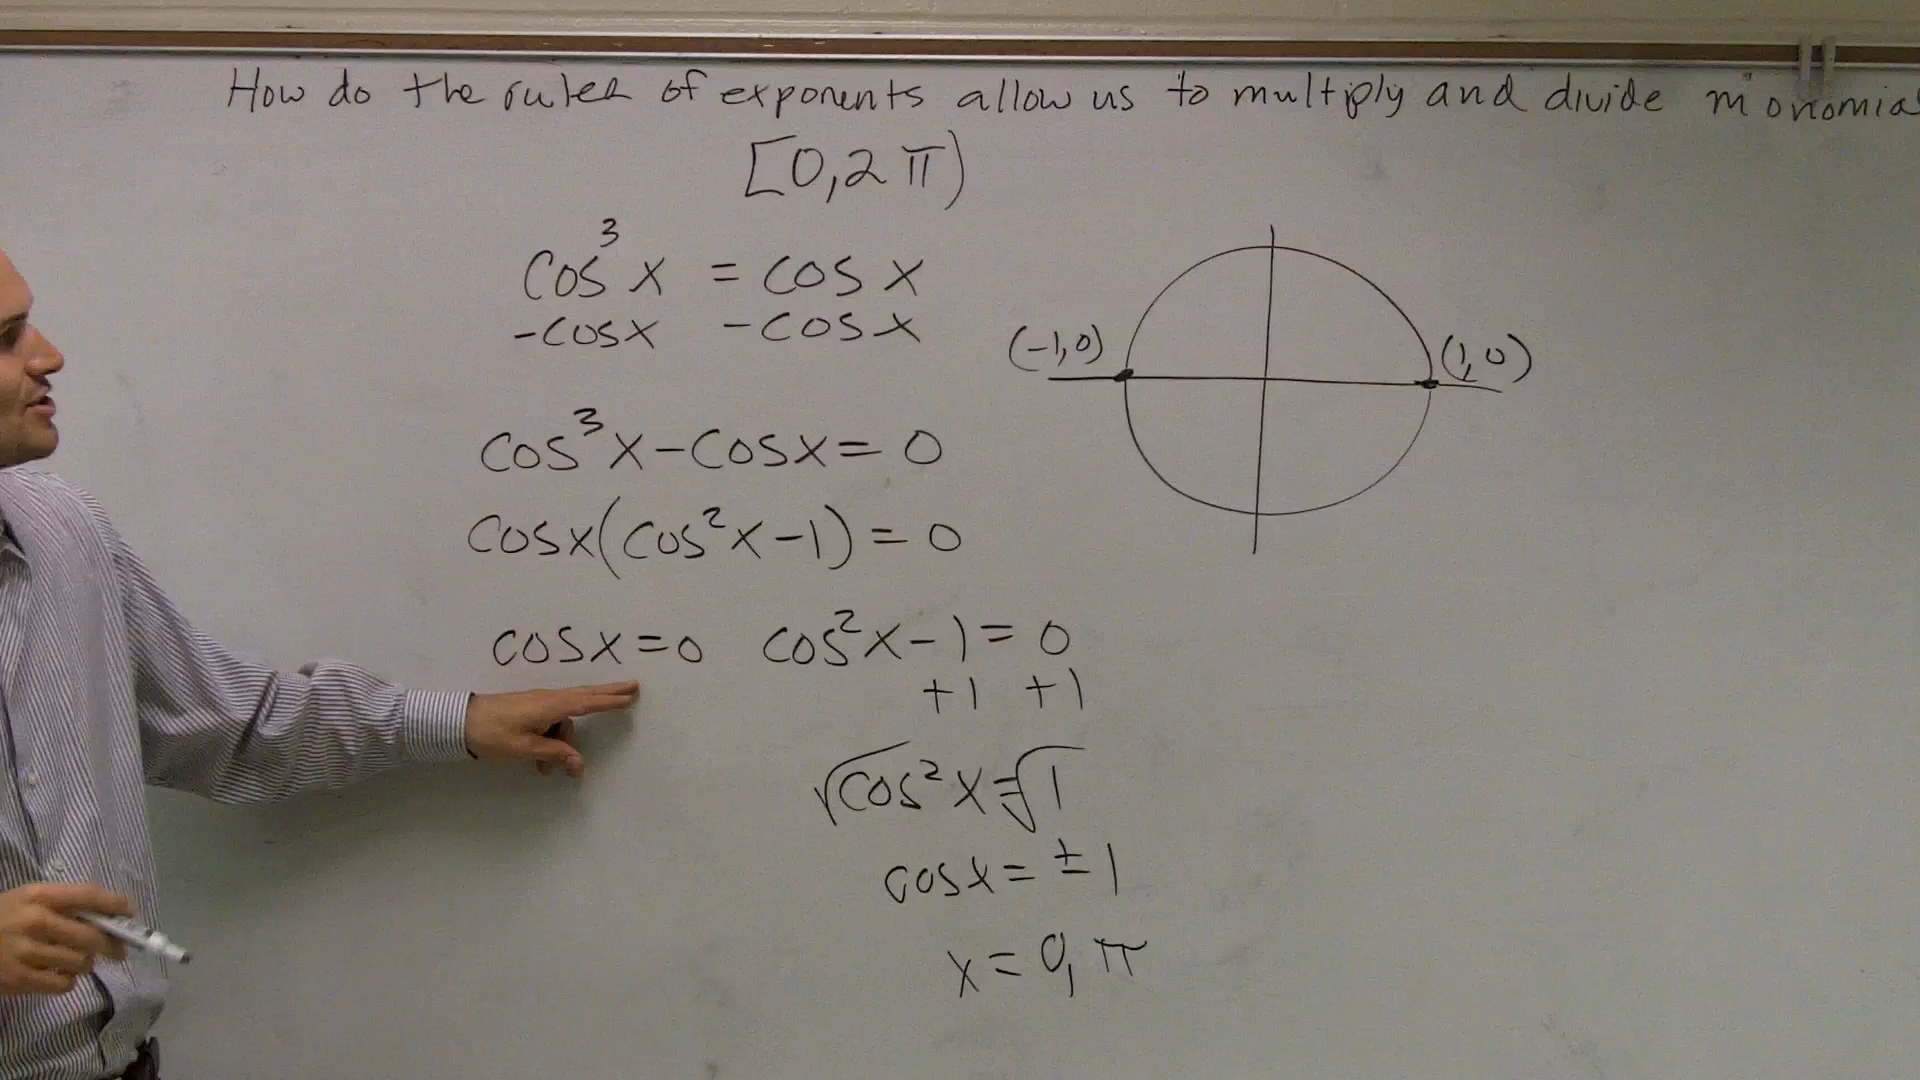 How do the rules of exponents allow us to multiply and divide monomia
[0,2π)
cos³x = cosx
-cosx -cosx
(-1,0) (1,0)
cos³x-cosx=0
cosx(cos²x-1)=0
cosx=0 cos²x-1=0
+1 +1
√cos²x=√1
cosx=±1
x=0,π